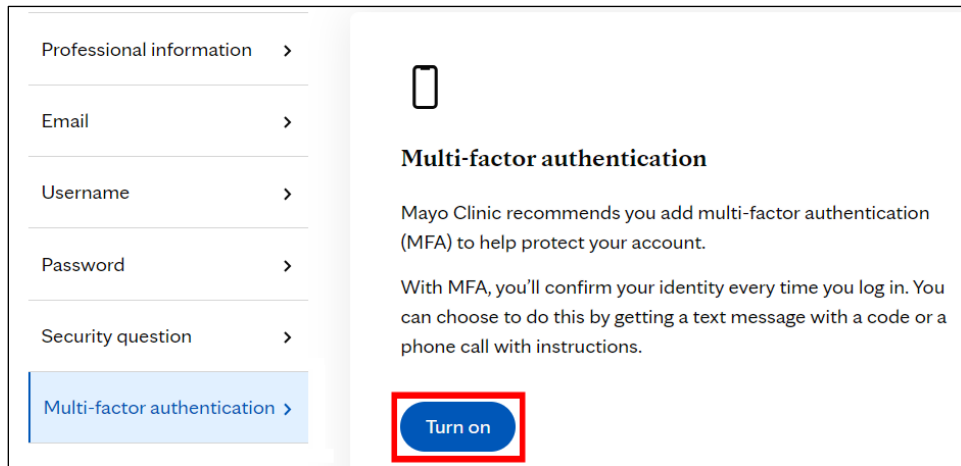 Professional information
Email
Username
Password
Security question
Multi-factor authentication
Multi-factor authentication
Mayo Clinic recommends you add multi-factor authentication
(MFA) to help protect your account.
With MFA, you’ll confirm your identity every time you log in. You
can choose to do this by getting a text message with a code or a
phone call with instructions.
Turn on